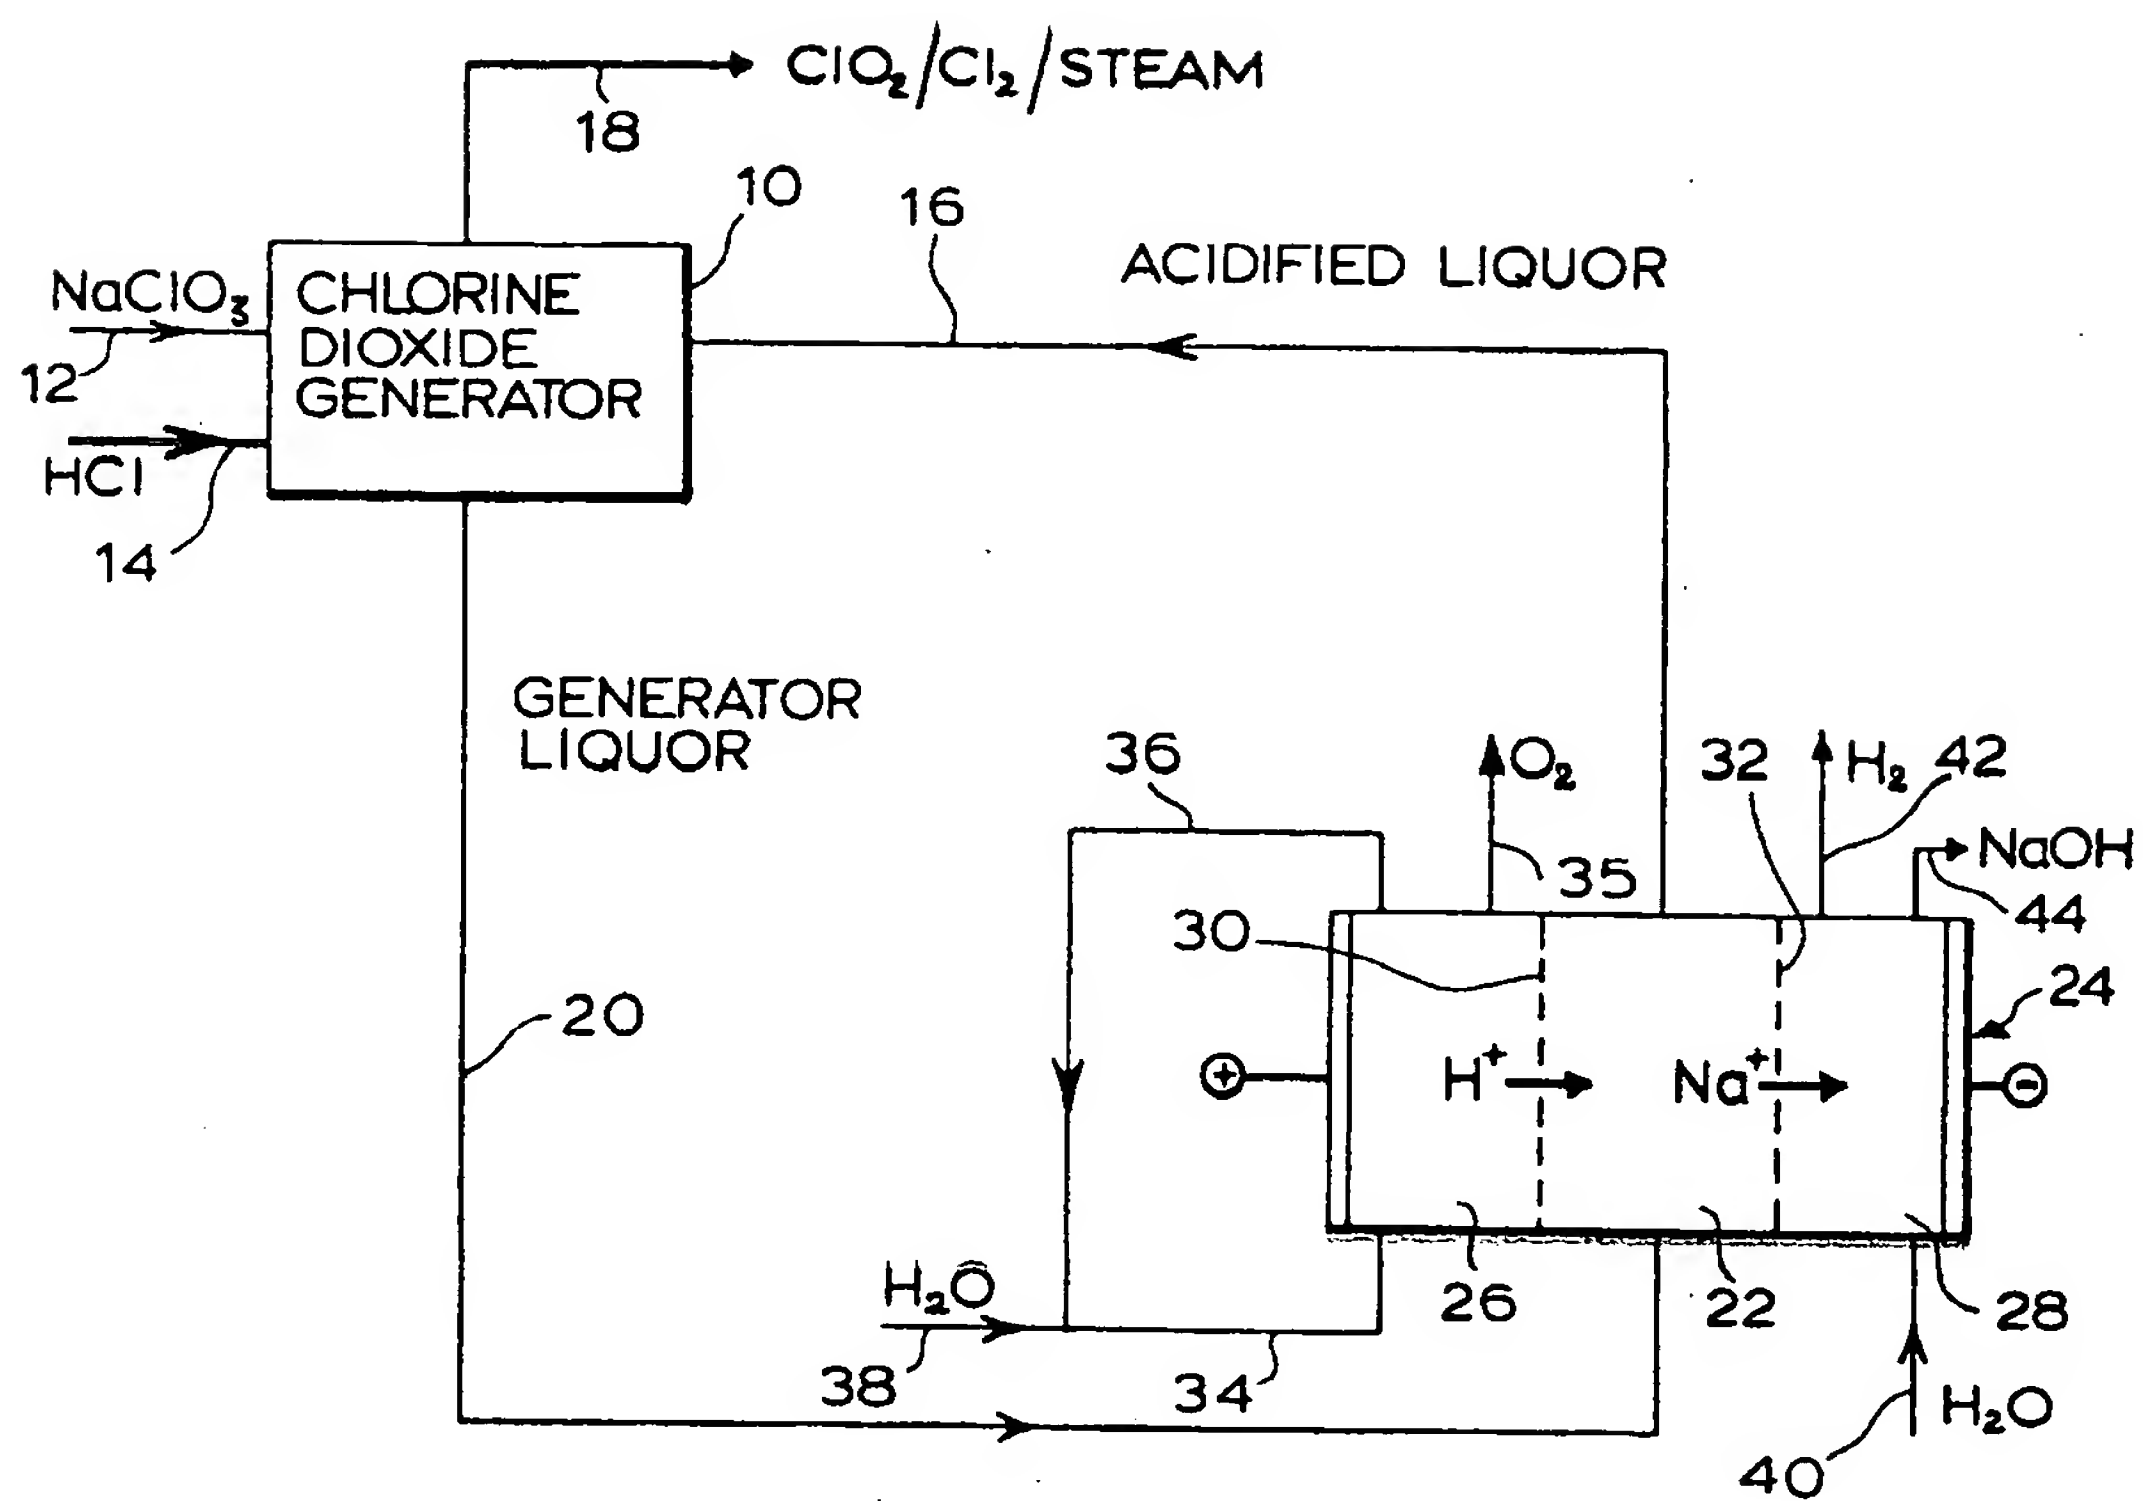 ClO₂/Cl₂/STEAM
18
10
16
ACIDIFIED LIQUOR
NaClO₃
CHLORINE
DIOXIDE
GENERATOR
12
HCl
14
GENERATOR
LIQUOR
36
O₂
32
H₂
42
NaOH
35
44
30
24
20
+
H⁺
Na⁺
−
H₂O
26
22
28
38
34
H₂O
40